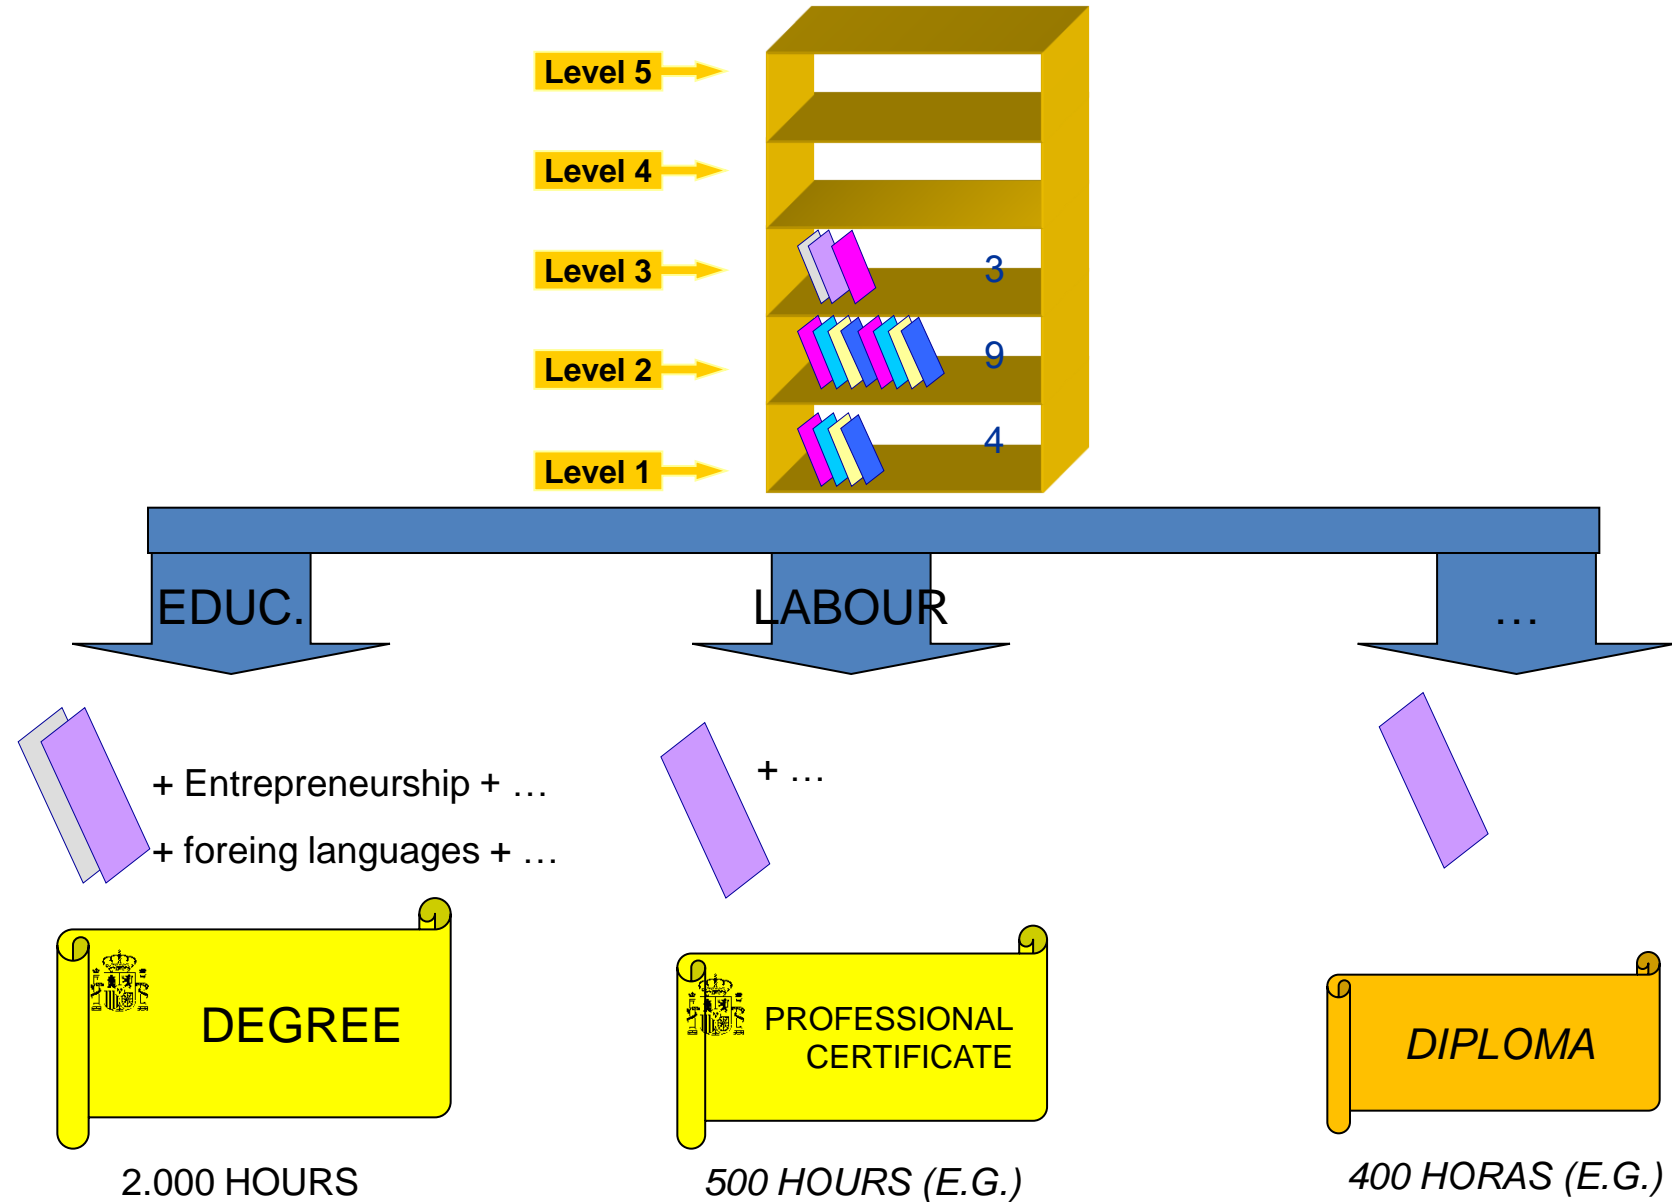 Level 5
Level 4
Level 3
3
Level 2
9
Level 1
4
EDUC.
LABOUR
…
+ Entrepreneurship + …
+ foreing languages + …
+ …
DEGREE
PROFESSIONAL
CERTIFICATE
DIPLOMA
2.000 HOURS
500 HOURS (E.G.)
400 HORAS (E.G.)